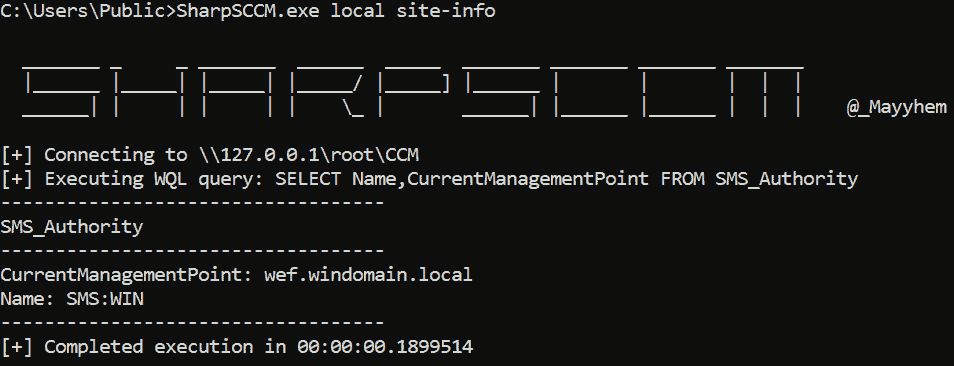 C:\Users\Public>SharpSCCM.exe local site-info
SHARPSCCM
@_Mayyhem
[+] Connecting to \\127.0.0.1\root\CCM
[+] Executing WQL query: SELECT Name,CurrentManagementPoint FROM SMS_Authority
-----------------------------------
SMS_Authority
-----------------------------------
CurrentManagementPoint: wef.windomain.local
Name: SMS:WIN
-----------------------------------
[+] Completed execution in 00:00:00.1899514